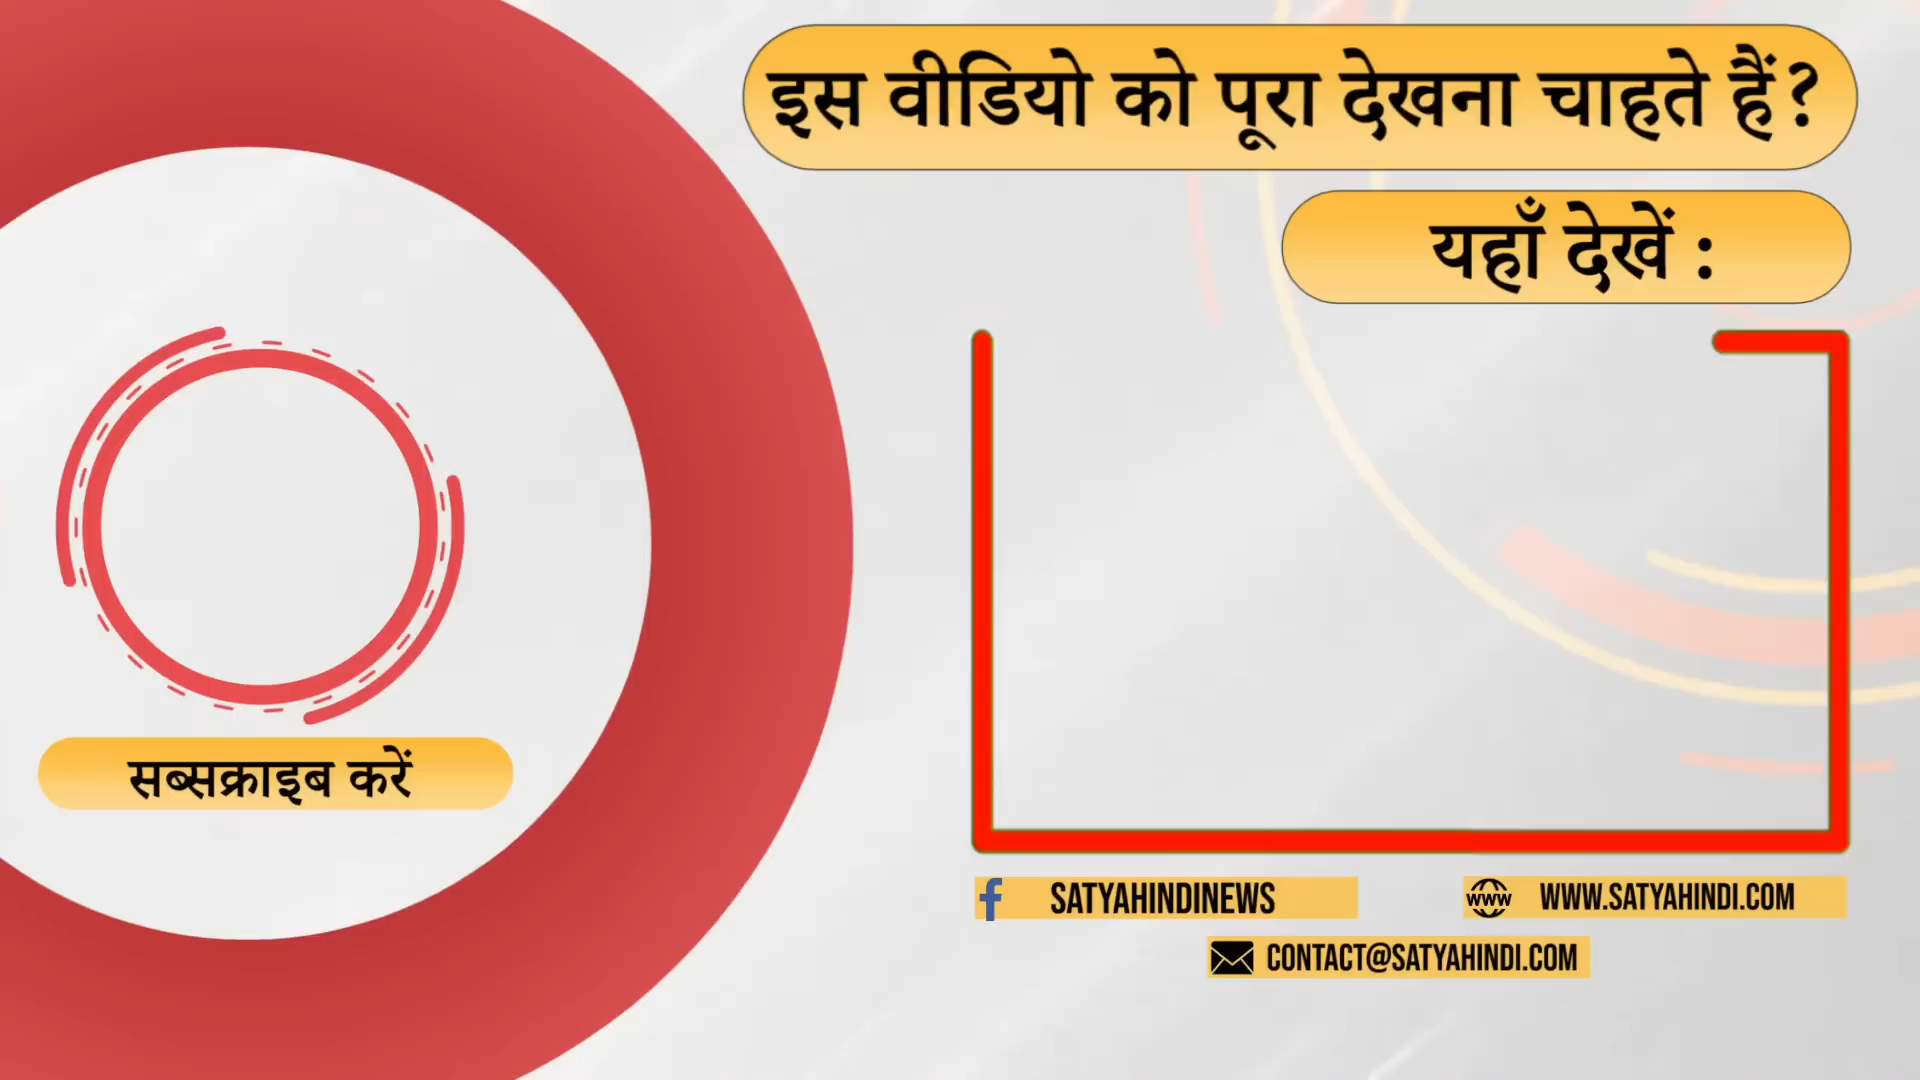 इस वीडियो को पूरा देखना चाहते हैं?
यहाँ देखें :
सब्सक्राइब करें
SATYAHINDINEWS
WWW
WWW.SATYAHINDI.COM
CONTACT@SATYAHINDI.COM